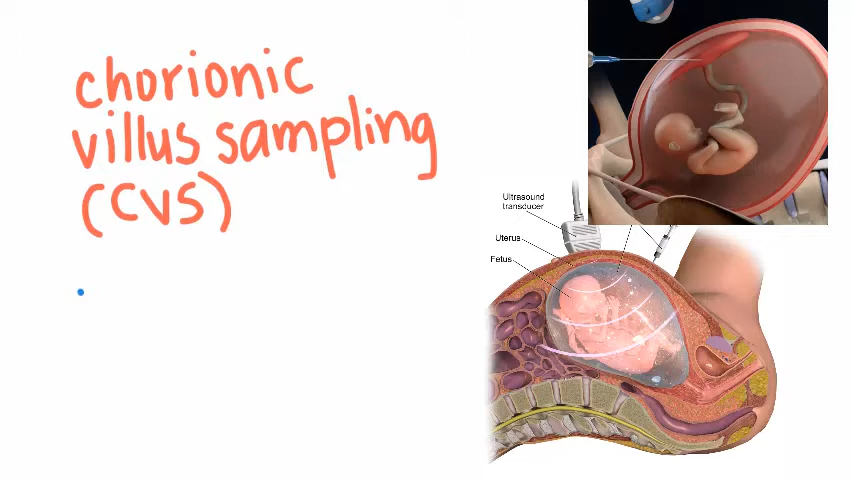 chorionic
villus sampling
(CVS)
Ultrasound
transducer
Uterus
Fetus